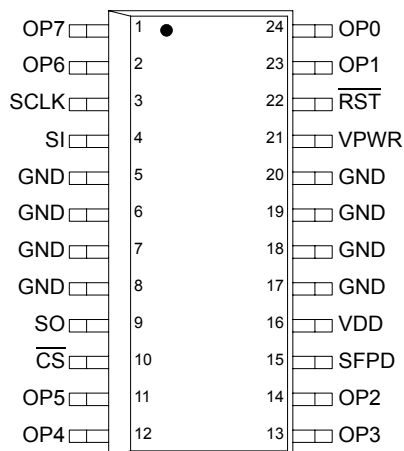 OP7 1 24 OP0
OP6 2 23 OP1
SCLK 3 22 RST
SI 4 21 VPWR
GND 5 20 GND
GND 6 19 GND
GND 7 18 GND
GND 8 17 GND
SO 9 16 VDD
CS 10 15 SFPD
OP5 11 14 OP2
OP4 12 13 OP3